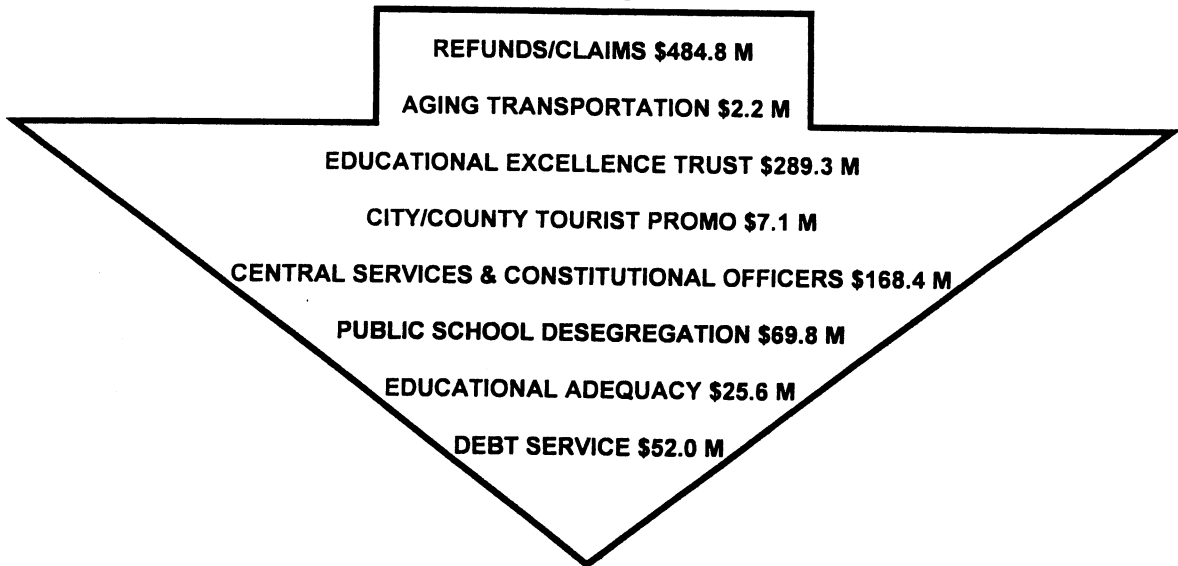 REFUNDS/CLAIMS $484.8 M
AGING TRANSPORTATION $2.2 M
EDUCATIONAL EXCELLENCE TRUST $289.3 M
CITY/COUNTY TOURIST PROMO $7.1 M
CENTRAL SERVICES & CONSTITUTIONAL OFFICERS $168.4 M
PUBLIC SCHOOL DESEGREGATION $69.8 M
EDUCATIONAL ADEQUACY $25.6 M
DEBT SERVICE $52.0 M